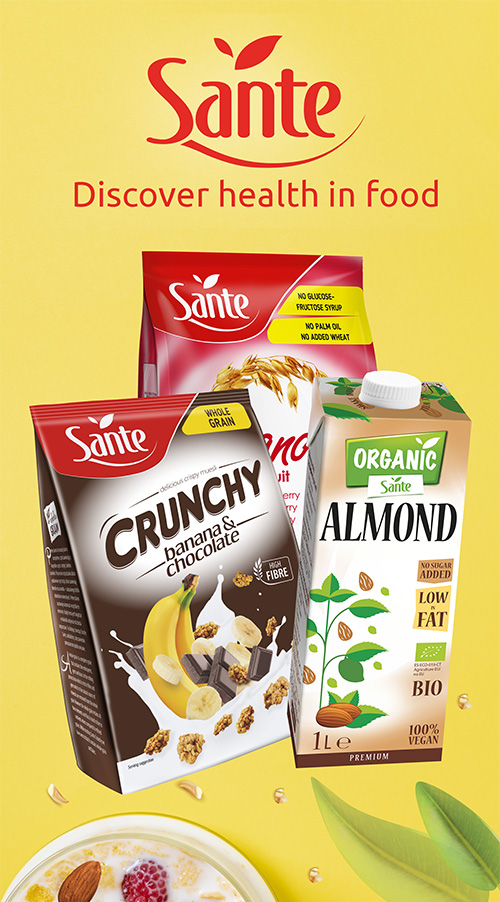 Sante
Discover health in food
Sante
NO GLUCOSE-
FRUCTOSE SYRUP
NO PALM OIL
NO ADDED WHEAT
Sante
WHOLE
GRAIN
delicious crispy muesli
CRUNCHY
banana &
chocolate
HIGH
FIBRE
Serving suggestion
ORGANIC
Sante
ALMOND
NO SUGAR
ADDED
LOW
IN
FAT
BIO
100%
VEGAN
1L e
PREMIUM